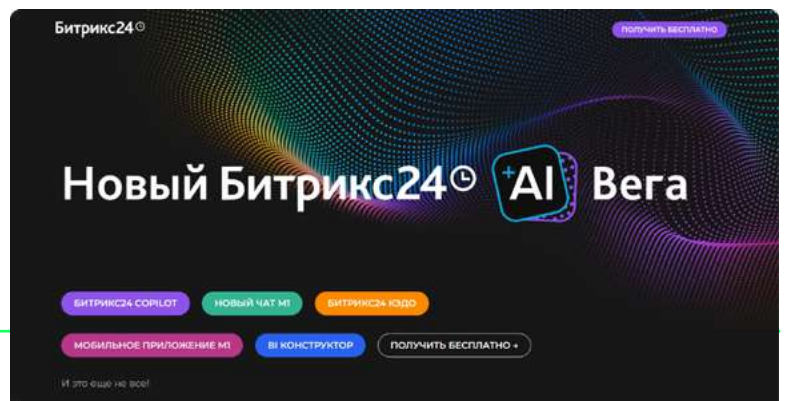 Битрикс24
ПОЛУЧИТЬ БЕСПЛАТНО
Новый Битрикс24 +AI Вега
БИТРИКС24 COPILOT НОВЫЙ ЧАТ М1 БИТРИКС24 КЭДО
МОБИЛЬНОЕ ПРИЛОЖЕНИЕ М1 BI КОНСТРУКТОР ПОЛУЧИТЬ БЕСПЛАТНО +
И это еще не все!